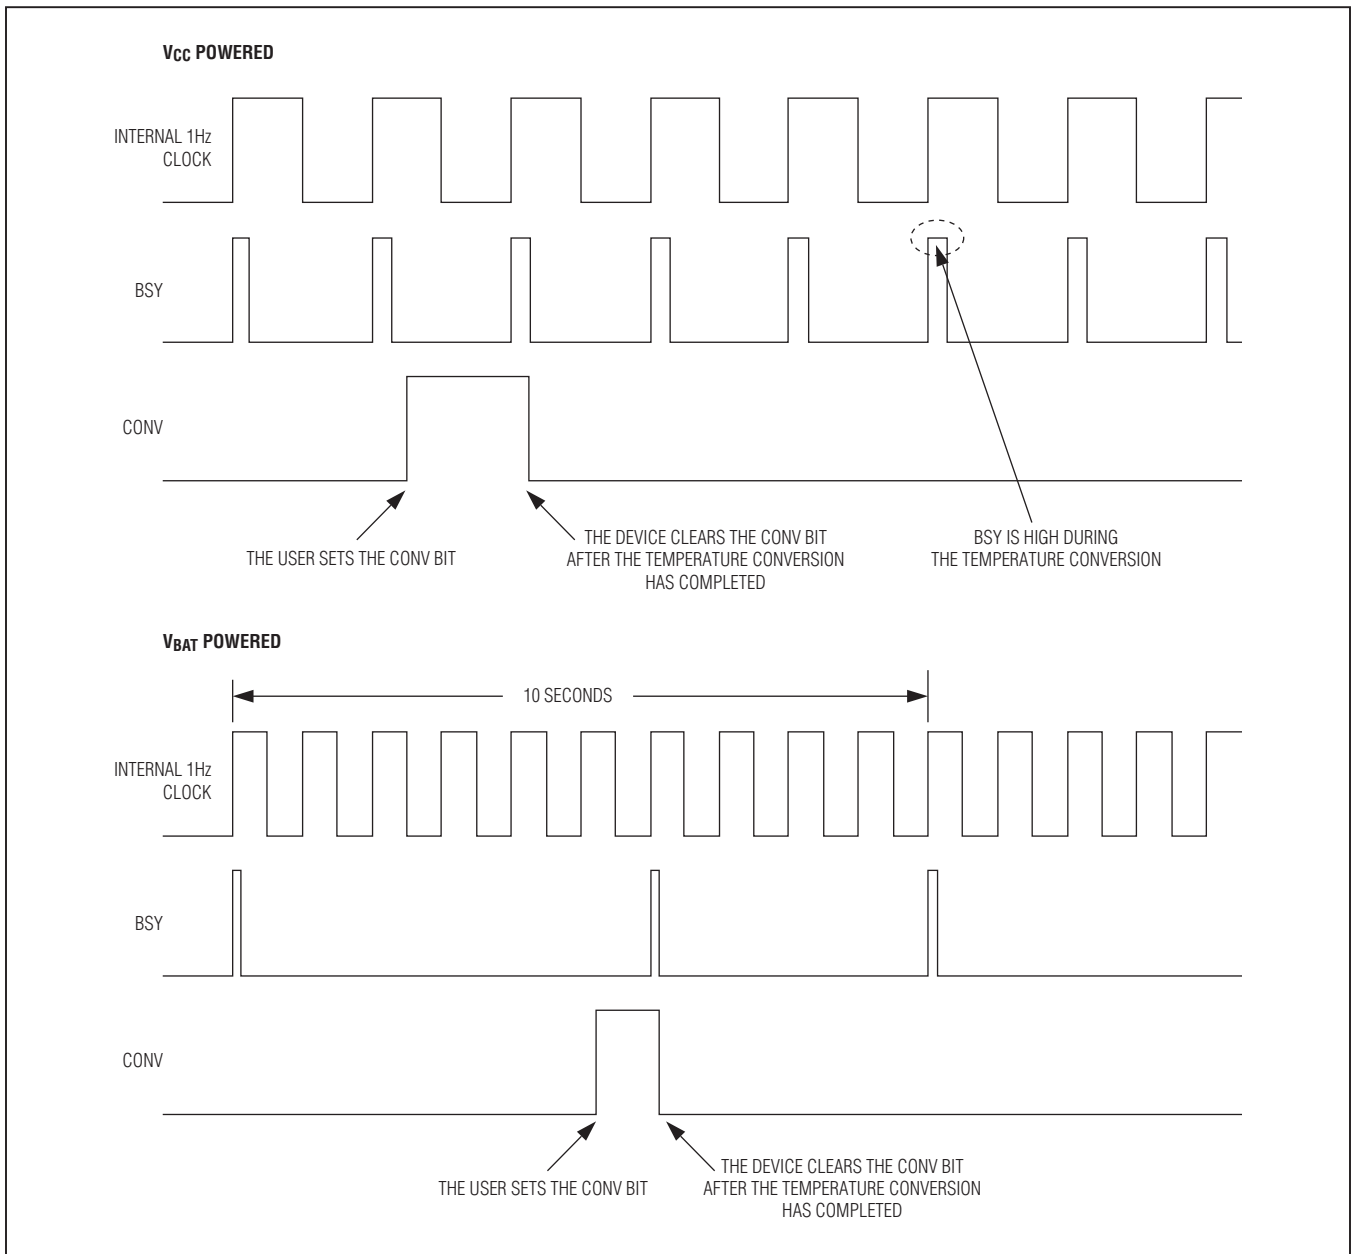 VCC POWERED
INTERNAL 1Hz
CLOCK
BSY
CONV
THE USER SETS THE CONV BIT
THE DEVICE CLEARS THE CONV BIT
AFTER THE TEMPERATURE CONVERSION
HAS COMPLETED
BSY IS HIGH DURING
THE TEMPERATURE CONVERSION
VBAT POWERED
10 SECONDS
INTERNAL 1Hz
CLOCK
BSY
CONV
THE USER SETS THE CONV BIT
THE DEVICE CLEARS THE CONV BIT
AFTER THE TEMPERATURE CONVERSION
HAS COMPLETED